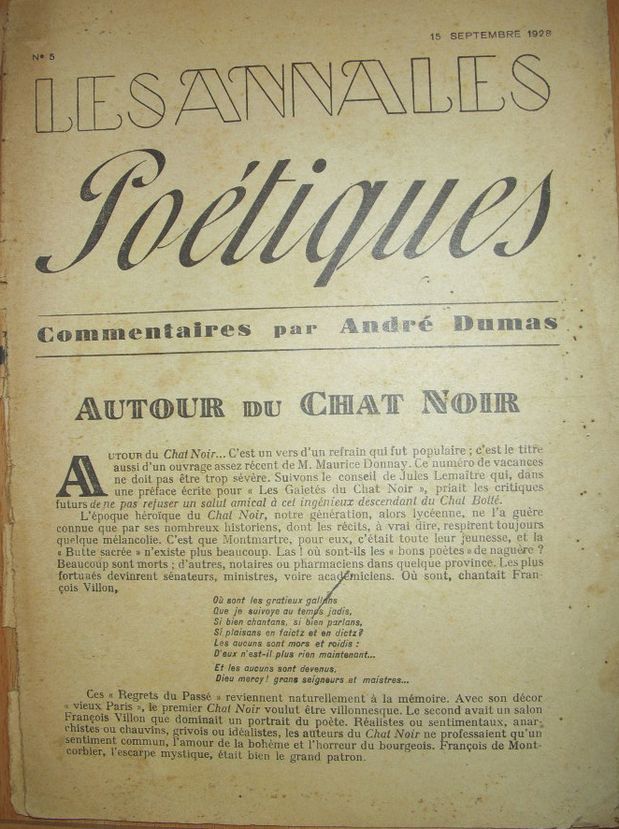 15 SEPTEMBRE 1928
N° 5
LES ANNALES
Poétiques
Commentaires par André Dumas
AUTOUR DU CHAT NOIR
AUTOUR du Chat Noir... C'est un vers d'un refrain qui fut populaire ; c'est le titre
aussi d'un ouvrage assez récent de M. Maurice Donnay. Ce numéro de vacances
ne doit pas être trop sévère. Suivons le conseil de Jules Lemaître qui, dans
une préface écrite pour « Les Gaietés du Chat Noir », priait les critiques
futurs de ne pas refuser un salut amical à cet ingénieux descendant du Chat Botté.
L'époque héroïque du Chat Noir, notre génération, alors lycéenne, ne l'a guère
connue que par ses nombreux historiens, dont les récits, à vrai dire, respirent toujours
quelque mélancolie. C'est que Montmartre, pour eux, c'était toute leur jeunesse, et la
« Butte sacrée » n'existe plus beaucoup. Las ! où sont-ils les « bons poètes » de naguère ?
Beaucoup sont morts ; d'autres, notaires ou pharmaciens dans quelque province. Les plus
fortunés devinrent sénateurs, ministres, voire académiciens. Où sont, chantait Fran-
çois Villon,
Où sont les gratieux gallans
Que je suivoye au temps jadis,
Si bien chantans, si bien parlans,
Si plaisans en faictz et en dictz?
Les aucuns sont mors et roidis :
D'eux n'est-il plus rien maintenant...
Et les aucuns sont devenus,
Dieu mercy! grans seigneurs et maistres...
Ces « Regrets du Passé » reviennent naturellement à la mémoire. Avec son décor
« vieux Paris », le premier Chat Noir voulut être villonnesque. Le second avait un salon
François Villon que dominait un portrait du poète. Réalistes ou sentimentaux, anar-
chistes ou chauvins, grivois ou idéalistes, les auteurs du Chat Noir ne professaient qu'un
sentiment commun, l'amour de la bohème et l'horreur du bourgeois. François de Mont-
corbier, l'escarpe mystique, était bien le grand patron.